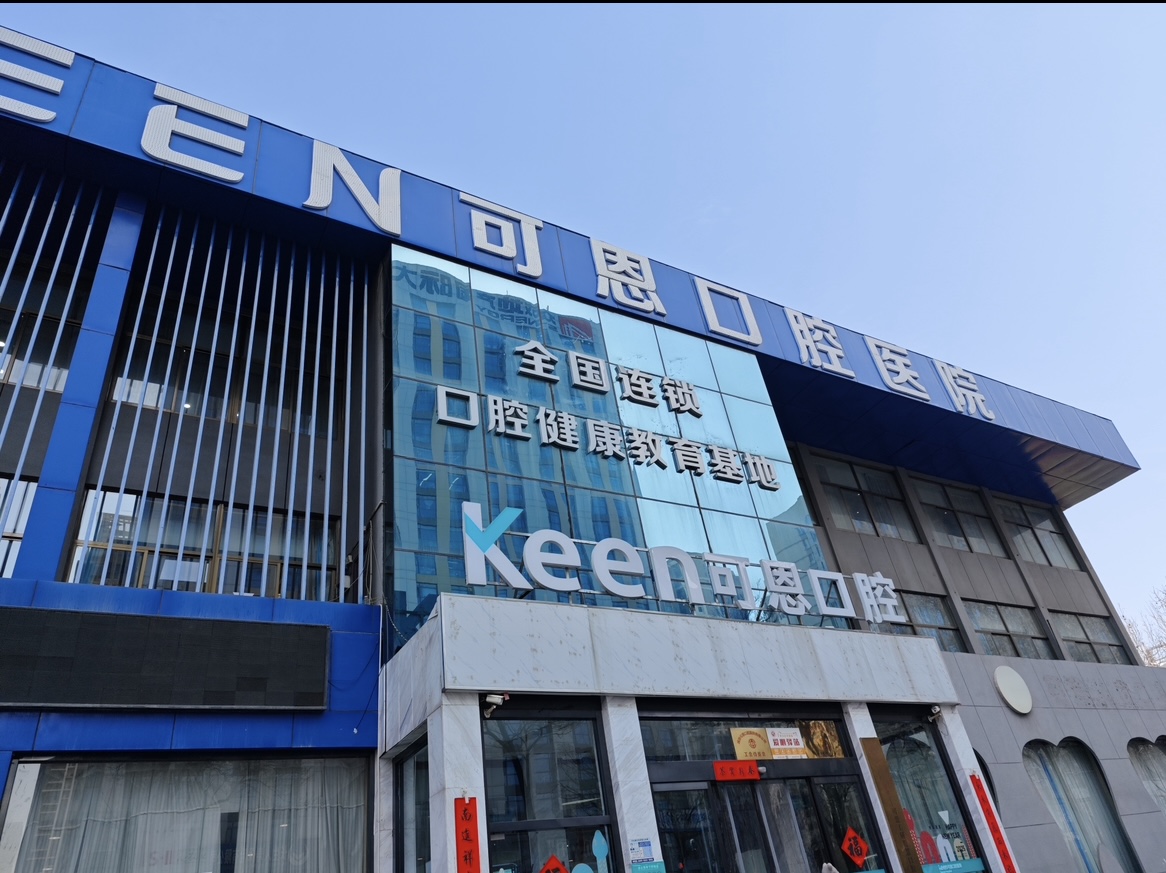 EEN可恩口腔医院
全国连锁
口腔健康教育基地
Keen可恩口腔
福